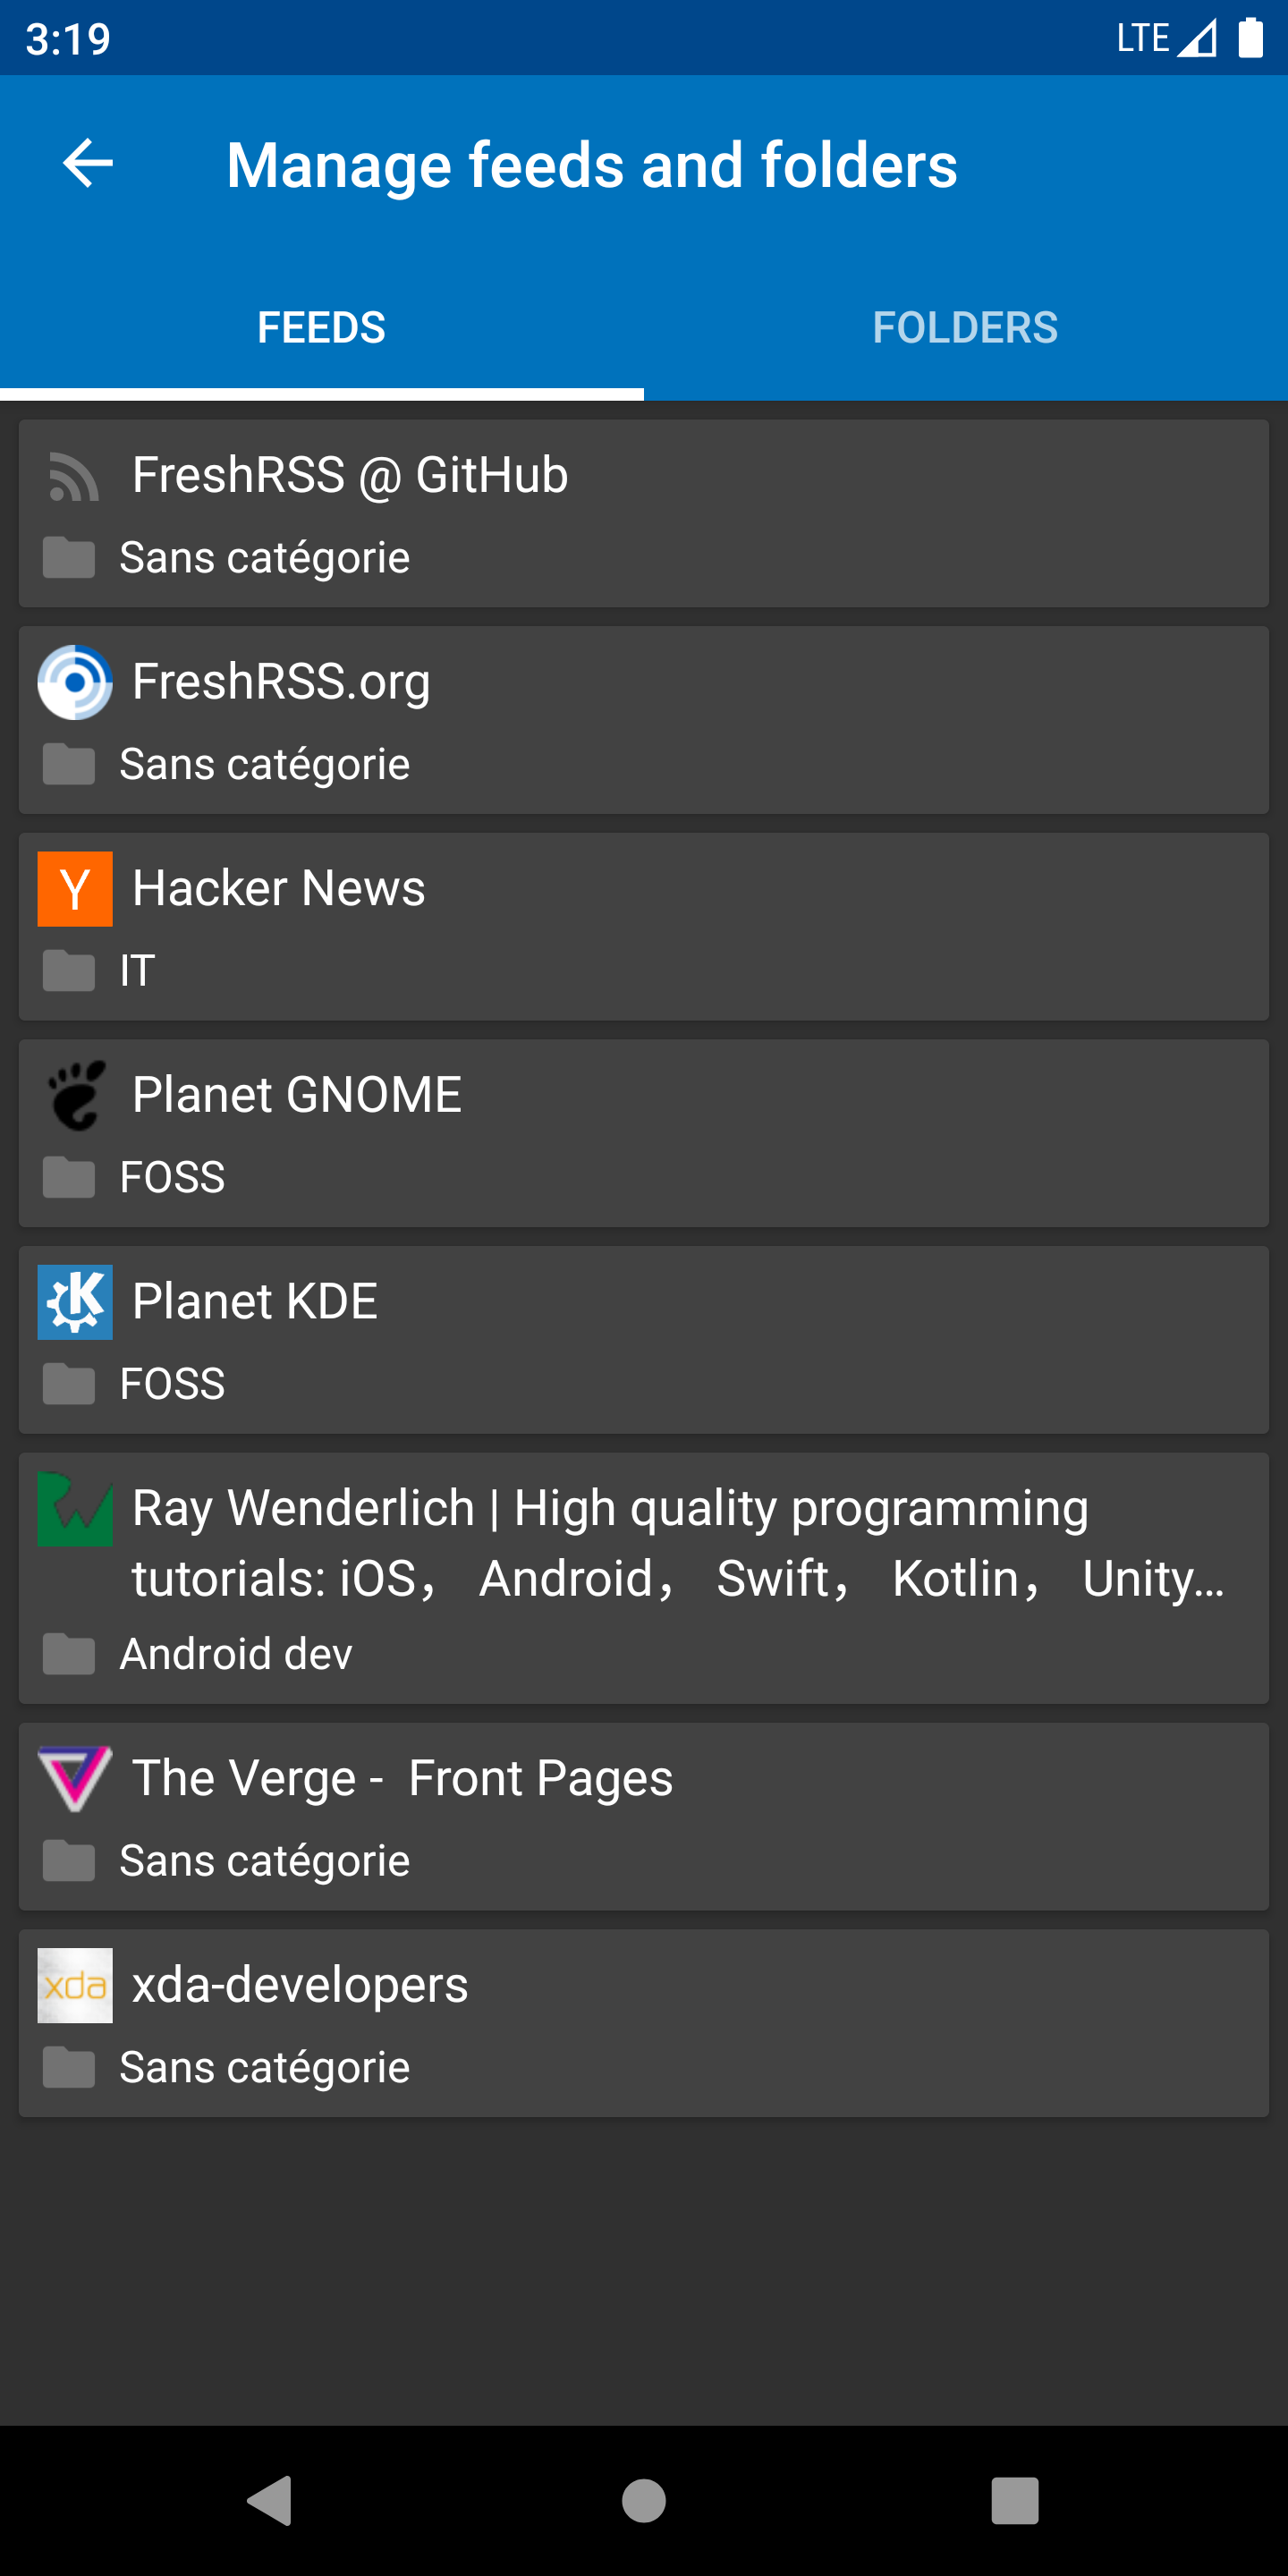 3:19 LTE
Manage feeds and folders
FEEDS FOLDERS
FreshRSS @ GitHub
Sans catégorie
FreshRSS.org
Sans catégorie
Y Hacker News
IT
Planet GNOME
FOSS
K Planet KDE
FOSS
Ray Wenderlich | High quality programming
tutorials: iOS， Android， Swift， Kotlin， Unity…
Android dev
The Verge -  Front Pages
Sans catégorie
xda xda-developers
Sans catégorie